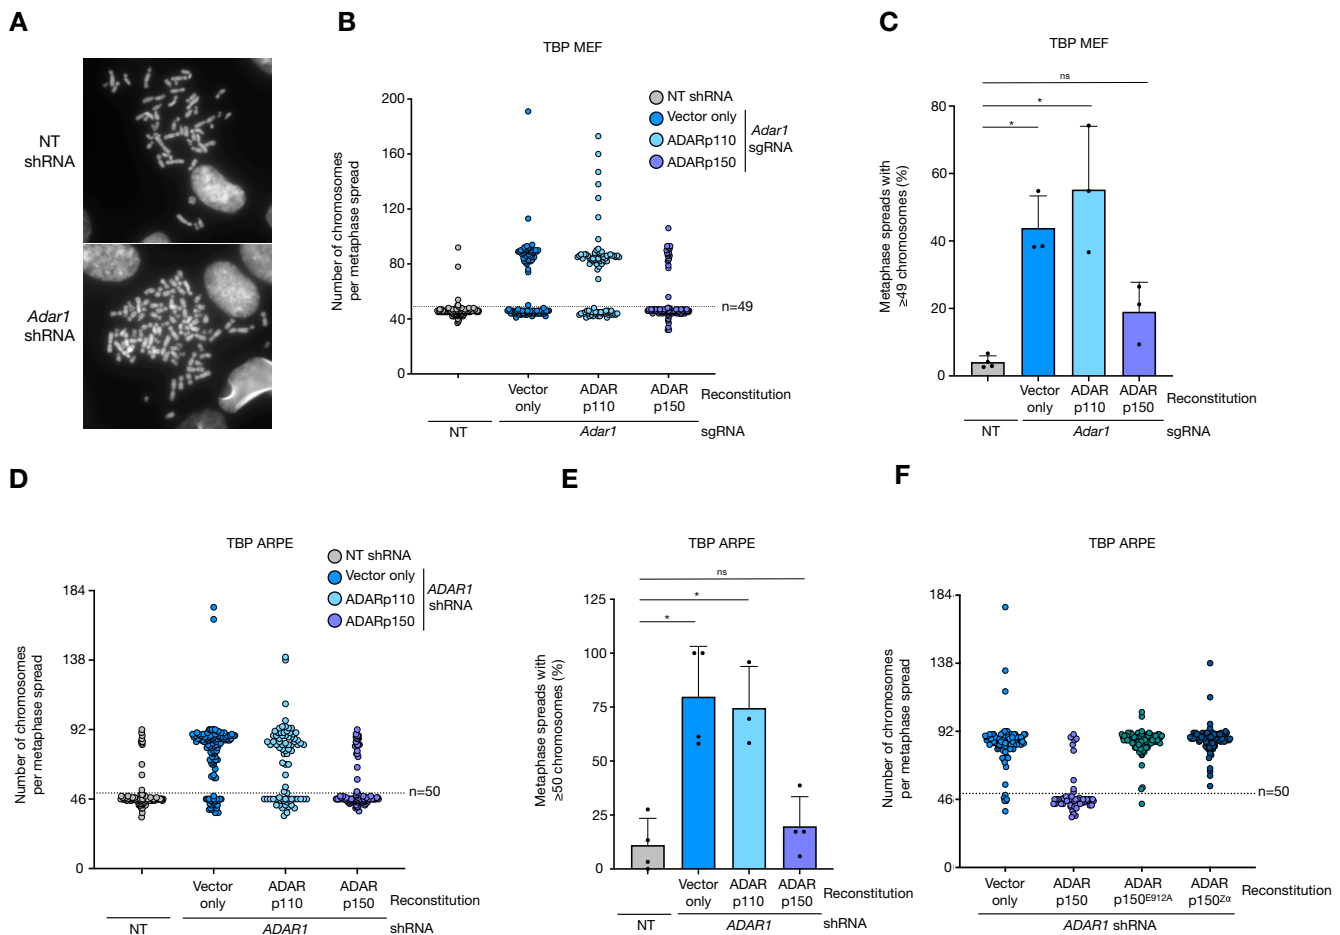 A
NT
shRNA
Adar1
shRNA
B
TBP MEF
Number of chromosomes
per metaphase spread
200
160
120
80
40
0
NT shRNA
Vector only
ADARp110
ADARp150
Adar1
sgRNA
n=49
Vector
only
ADAR
p110
ADAR
p150
Reconstitution
NT
Adar1
sgRNA
C
TBP MEF
Metaphase spreads with
≥49 chromosomes (%)
80
60
40
20
0
ns
*
*
Vector
only
ADAR
p110
ADAR
p150
Reconstitution
NT
Adar1
sgRNA
D
TBP ARPE
Number of chromosomes
per metaphase spread
184
138
92
46
0
NT shRNA
Vector only
ADARp110
ADARp150
ADAR1
shRNA
n=50
Vector
only
ADAR
p110
ADAR
p150
Reconstitution
NT
ADAR1
shRNA
E
TBP ARPE
Metaphase spreads with
≥50 chromosomes (%)
125
100
75
50
25
0
ns
*
*
Vector
only
ADAR
p110
ADAR
p150
Reconstitution
NT
ADAR1
shRNA
F
TBP ARPE
Number of chromosomes
per metaphase spread
184
138
92
46
0
n=50
Vector
only
ADAR
p150
ADAR
p150E912A
ADAR
p150Zα
Reconstitution
ADAR1 shRNA